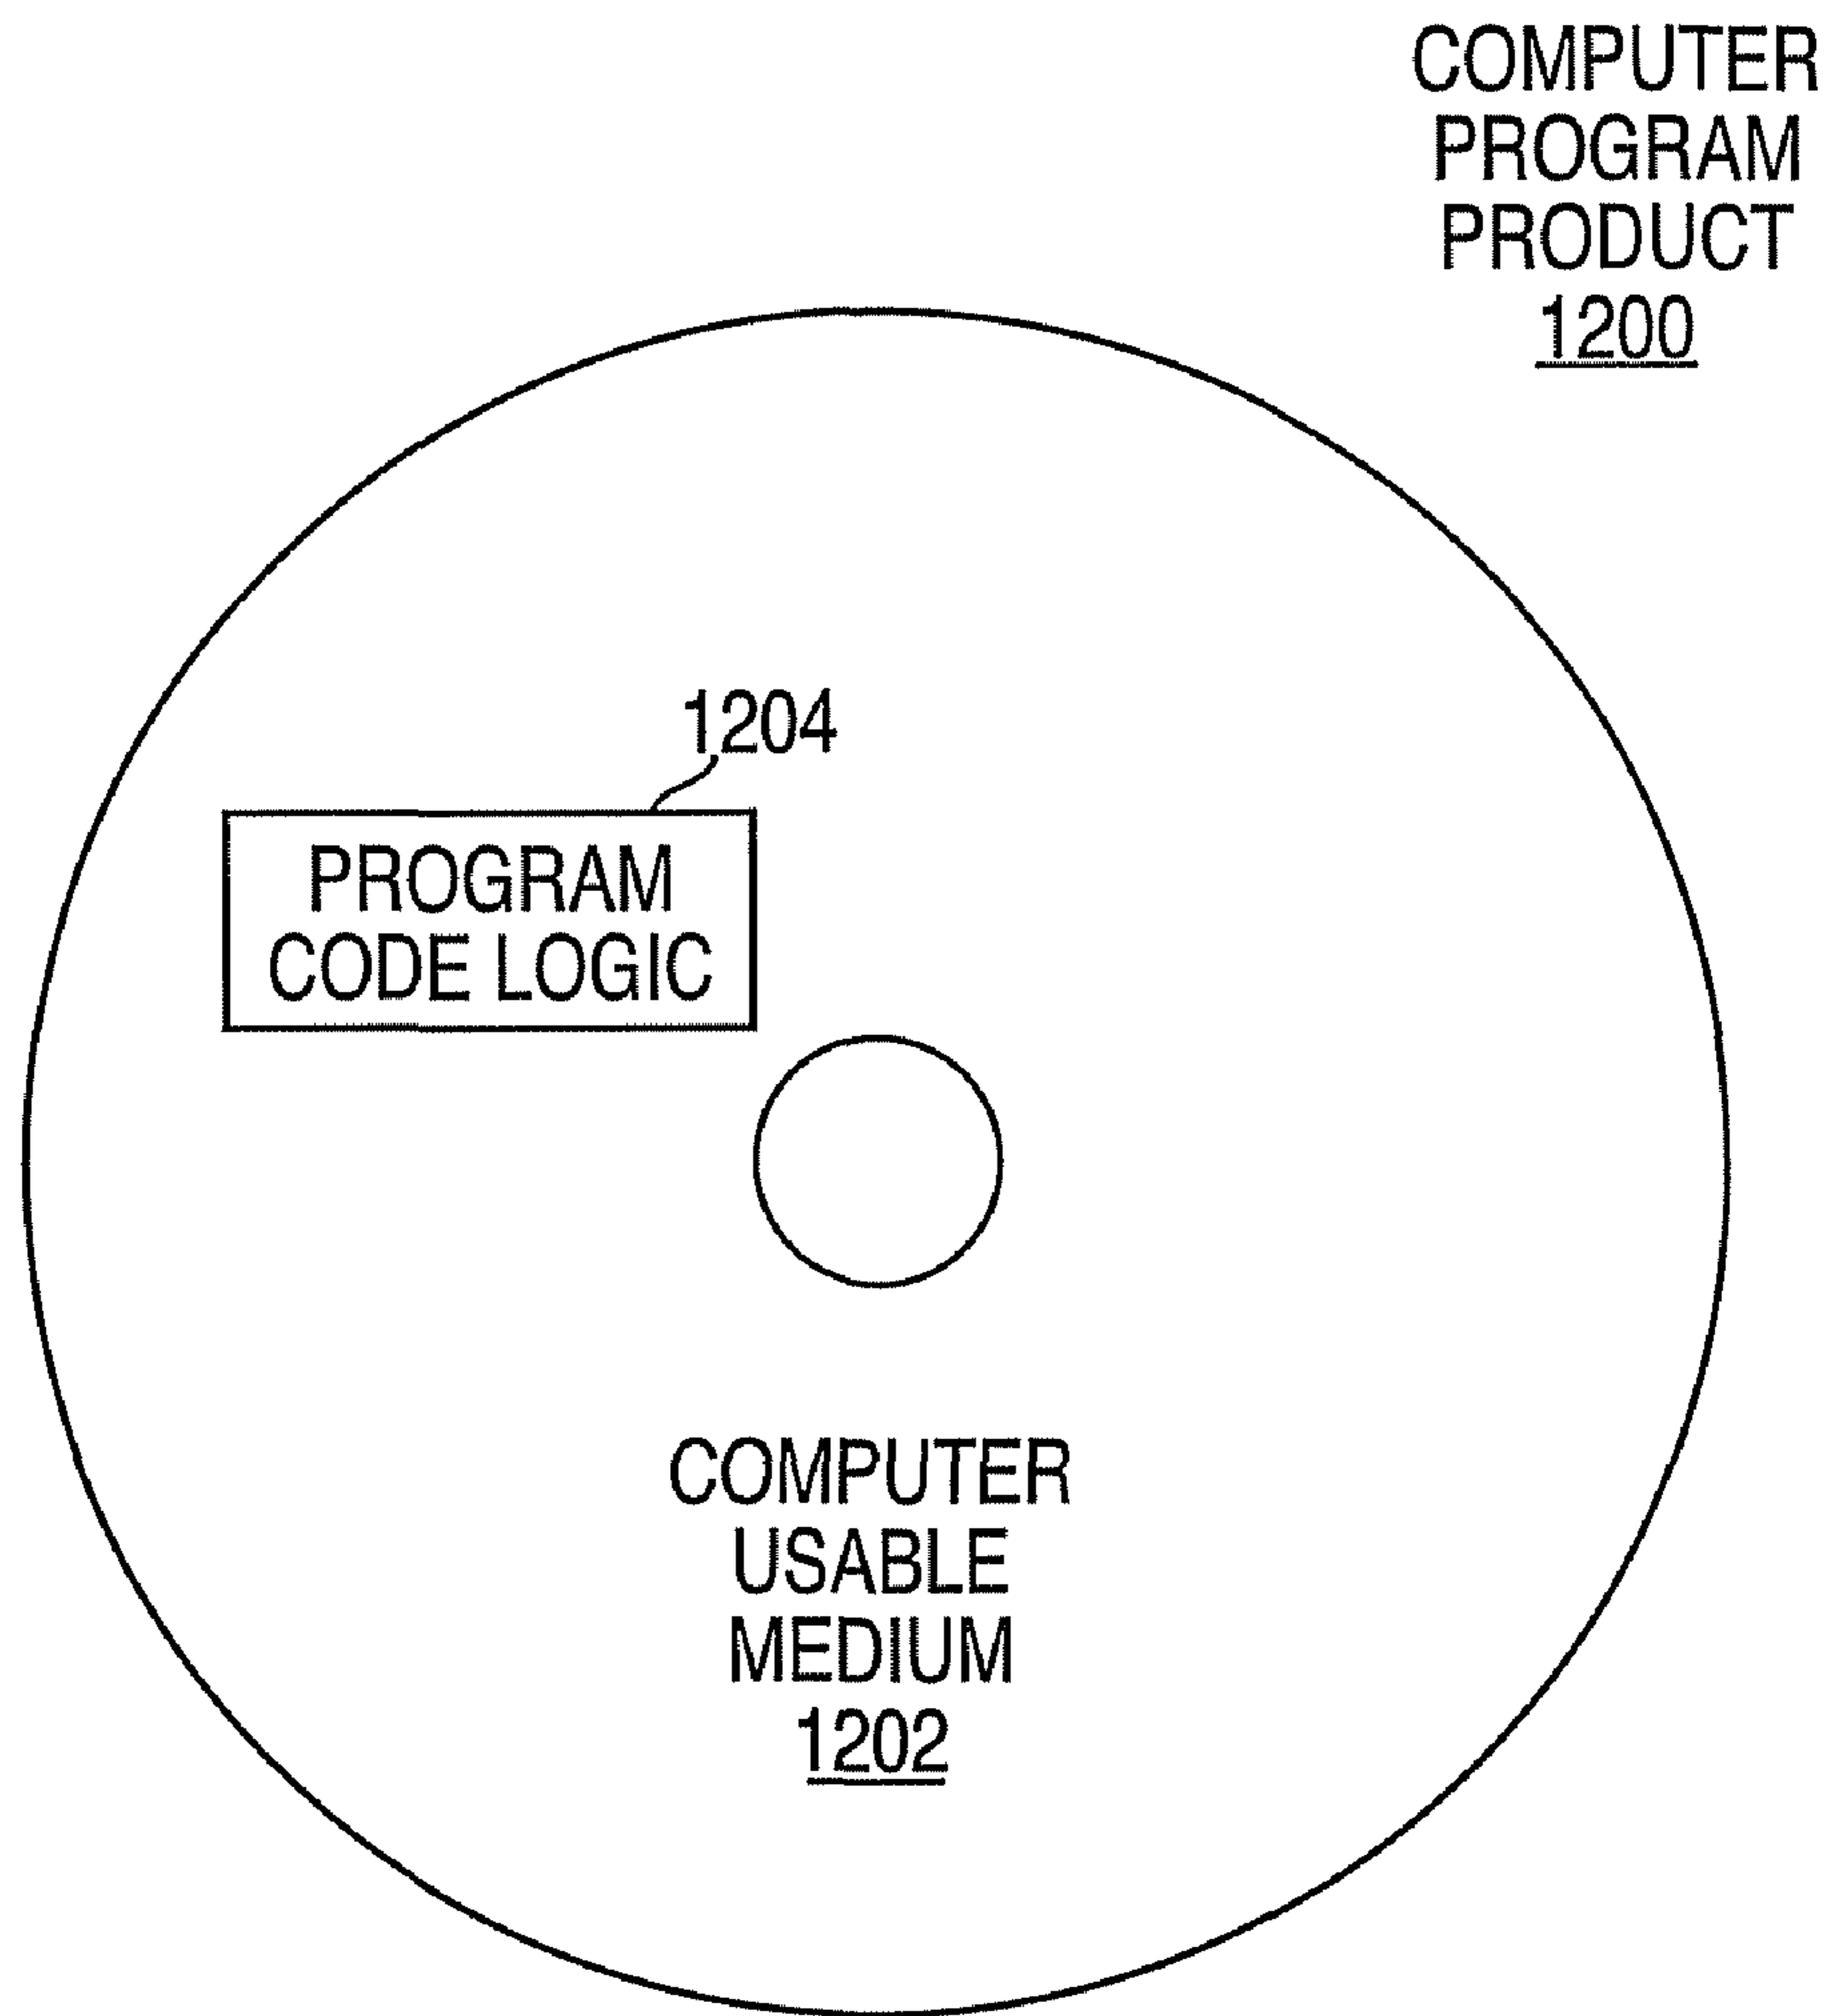 COMPUTER
PROGRAM
PRODUCT
1200
1204
PROGRAM
CODE LOGIC
COMPUTER
USABLE
MEDIUM
1202